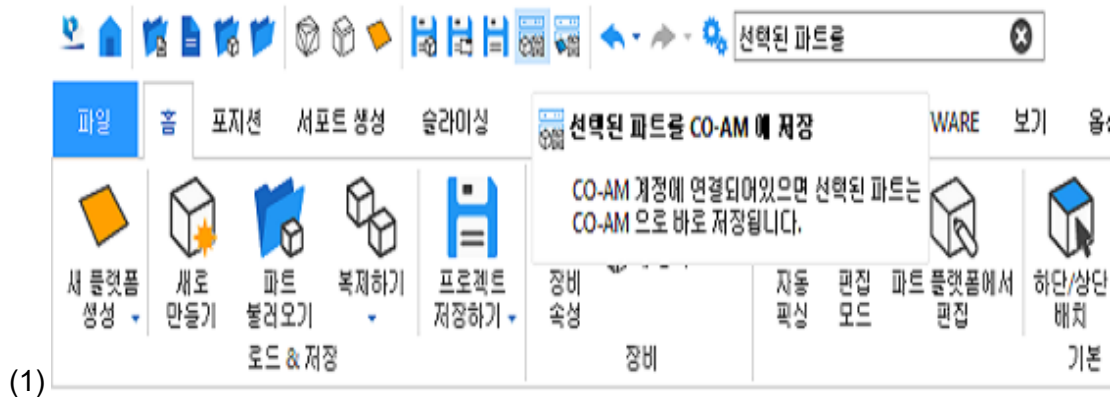 선택된 파트를
파일 홈 포지션 서포트 생성 슬라이싱 WARE 보기
선택된 파트를 CO-AM 에 저장
CO-AM 계정에 연결되어있으면 선택된 파트는
CO-AM 으로 바로 저장됩니다.
새 플랫폼 생성
새로 만들기
파트 불러오기
복제하기
프로젝트 저장하기
장비 속성
자동 픽싱
편집 모드
파트 플랫폼에서 편집
하단/상단 배치
로드 & 저장 장비 기본
(1)